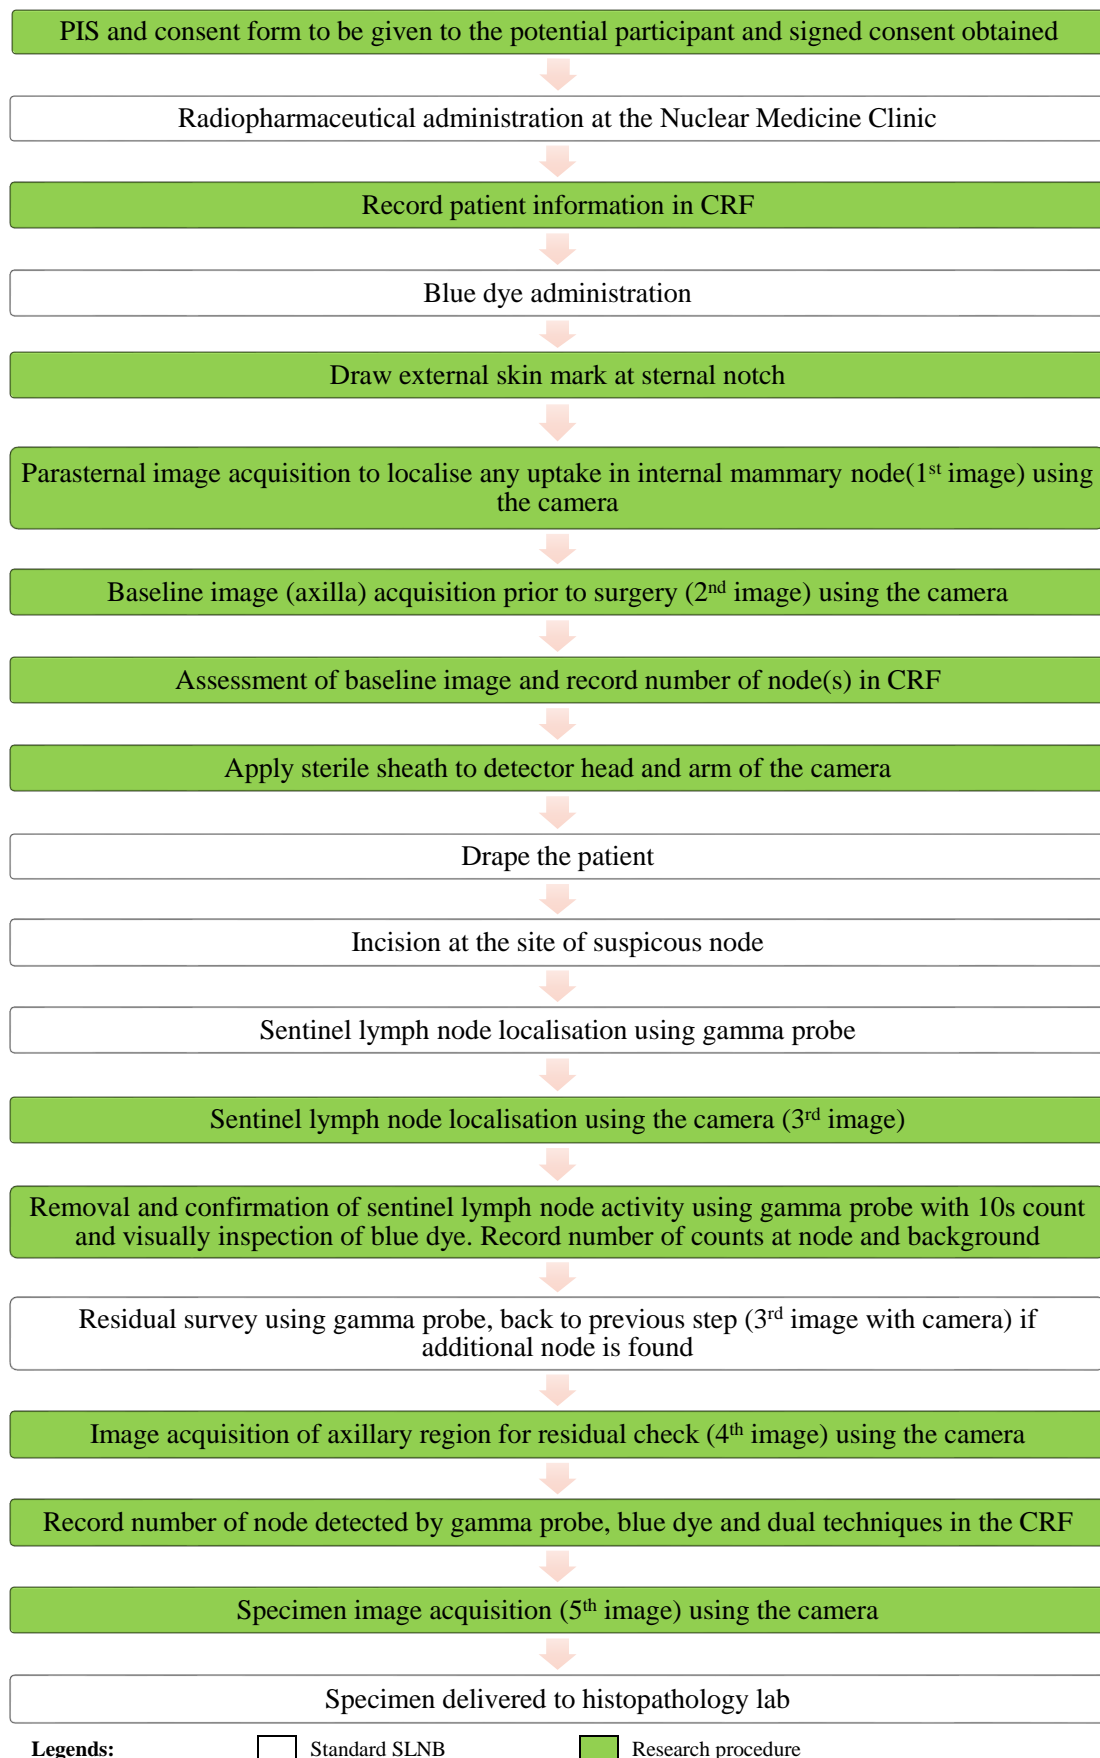 PIS and consent form to be given to the potential participant and signed consent obtained
Radiopharmaceutical administration at the Nuclear Medicine Clinic
Record patient information in CRF
Blue dye administration
Draw external skin mark at sternal notch
Parasternal image acquisition to localise any uptake in internal mammary node(1st image) using
the camera
Baseline image (axilla) acquisition prior to surgery (2nd image) using the camera
Assessment of baseline image and record number of node(s) in CRF
Apply sterile sheath to detector head and arm of the camera
Drape the patient
Incision at the site of suspicous node
Sentinel lymph node localisation using gamma probe
Sentinel lymph node localisation using the camera (3rd image)
Removal and confirmation of sentinel lymph node activity using gamma probe with 10s count
and visually inspection of blue dye. Record number of counts at node and background
Residual survey using gamma probe, back to previous step (3rd image with camera) if
additional node is found
Image acquisition of axillary region for residual check (4th image) using the camera
Record number of node detected by gamma probe, blue dye and dual techniques in the CRF
Specimen image acquisition (5th image) using the camera
Specimen delivered to histopathology lab
Legends: Standard SLNB Research procedure